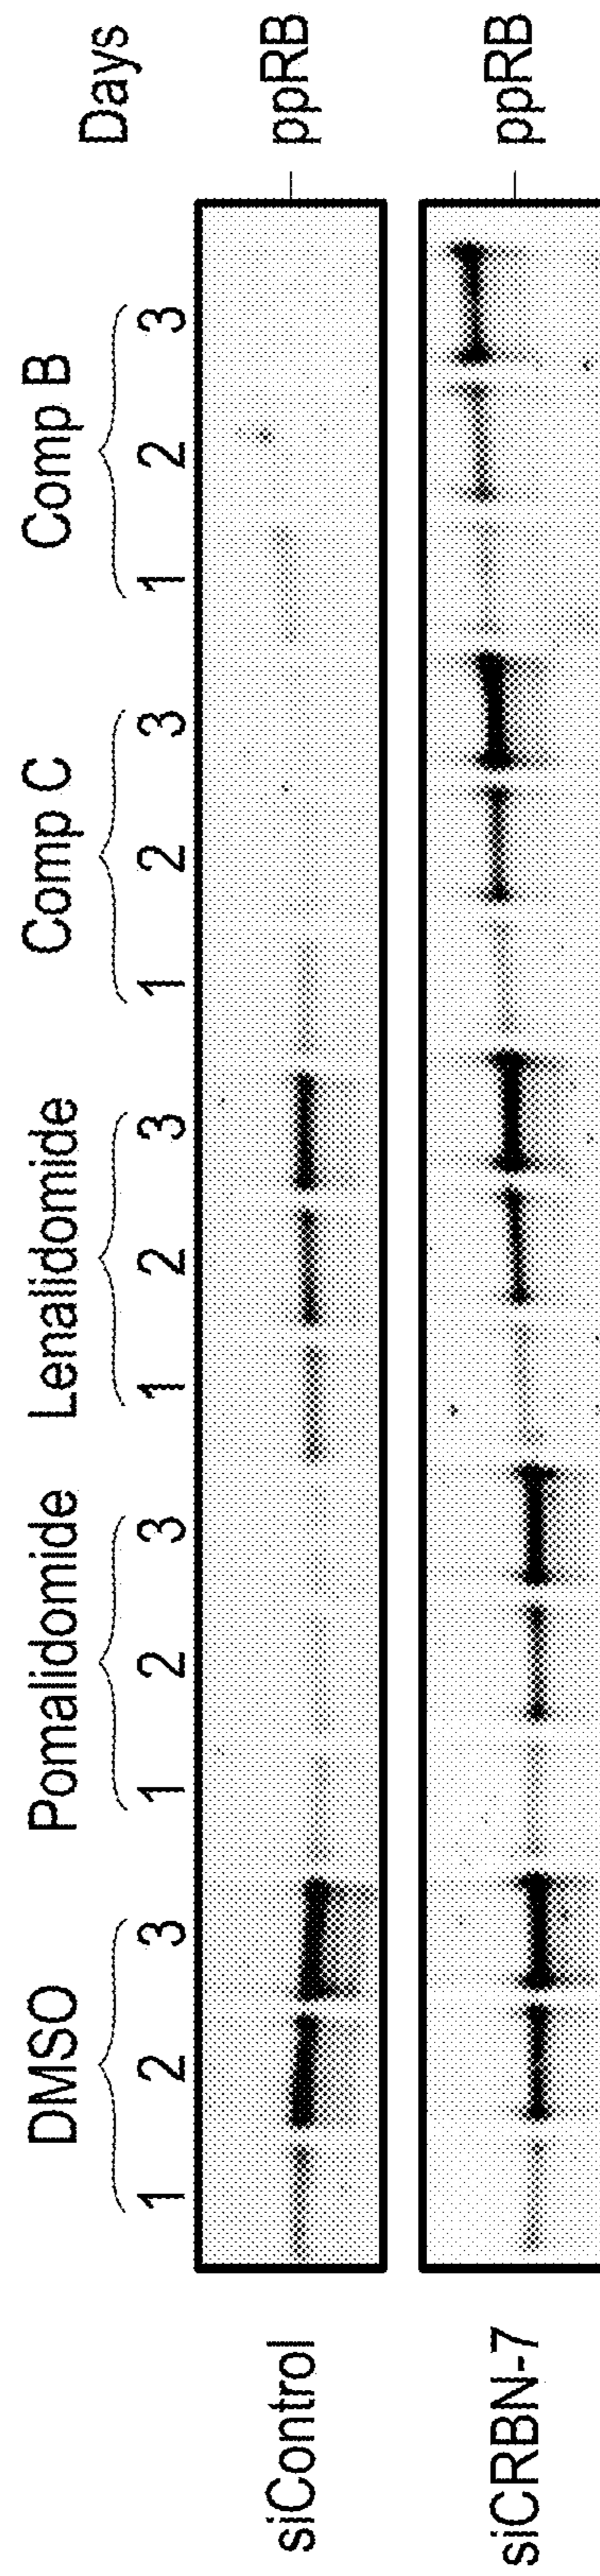 DMSO Pomalidomide Lenalidomide Comp C Comp B
1 2 3 1 2 3 1 2 3 1 2 3 1 2 3 Days
siControl ppRB
siCRBN-7 ppRB